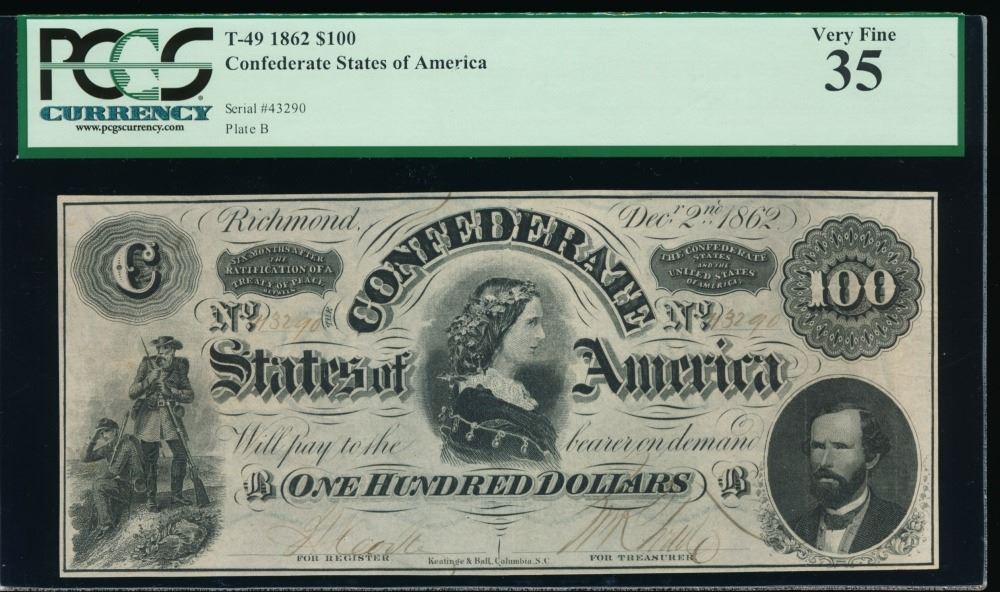 PCGS
CURRENCY
www.pcgscurrency.com
T-49 1862 $100
Confederate States of America
Serial #43290
Plate B
Very Fine
35
Richmond,
Decr. 2nd 1862
C
SIX MONTHS AFTER
THE
RATIFICATION OF A
TREATY OF PEACE
BETWEEN
THE CONFEDERATE
STATES
AND THE
UNITED STATES
OF AMERICA,
100
THE
CONFEDERATE
No 43290
No 43290
States of America
Will pay to the bearer on demand
B ONE HUNDRED DOLLARS B
FOR REGISTER
Keatinge & Ball, Columbia S.C
FOR TREASURER